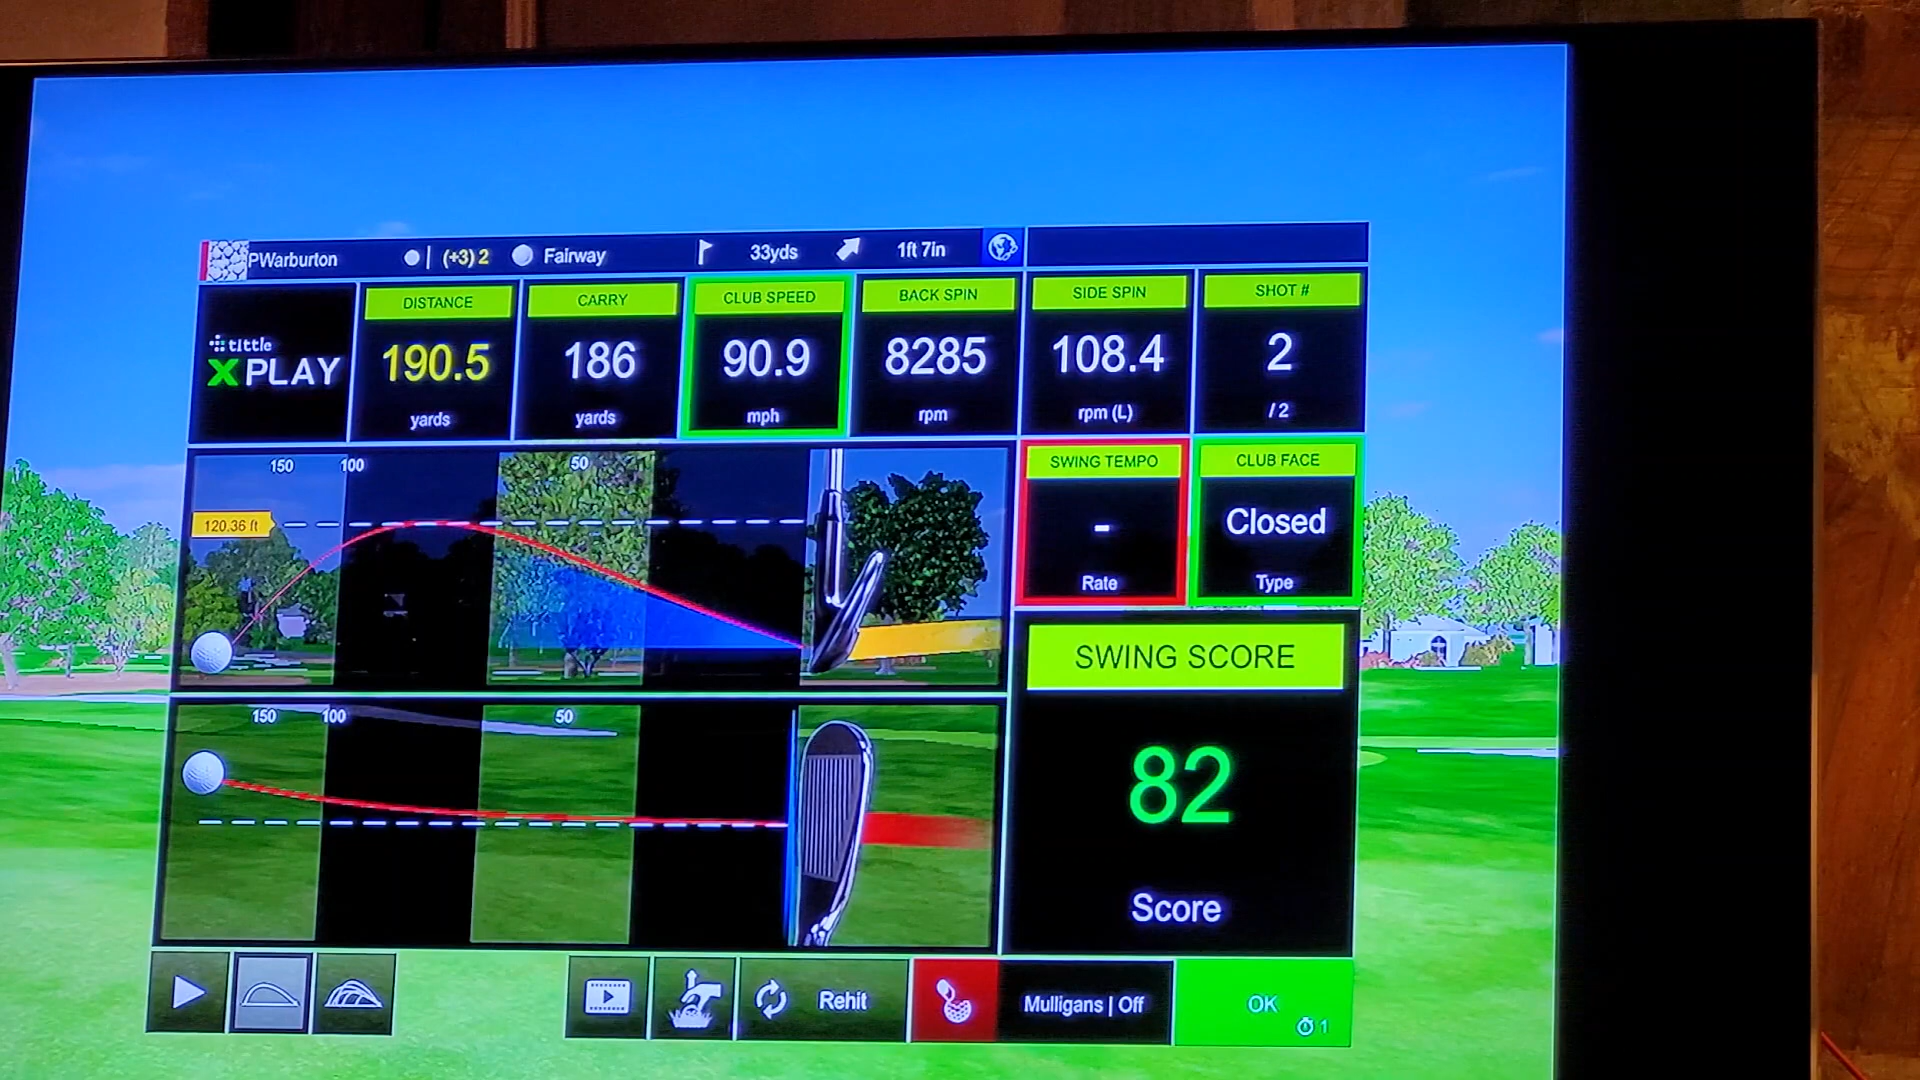 PWarburton (+3) 2 Fairway 33yds 1ft 7in
tittle
X PLAY
DISTANCE
190.5
yards
CARRY
186
yards
CLUB SPEED
90.9
mph
BACK SPIN
8285
rpm
SIDE SPIN
108.4
rpm (L)
SHOT #
2
/ 2
150 100 50
120.36 ft
SWING TEMPO
-
Rate
CLUB FACE
Closed
Type
150 100 50
SWING SCORE
82
Score
Rehit
Mulligans | Off
OK
1